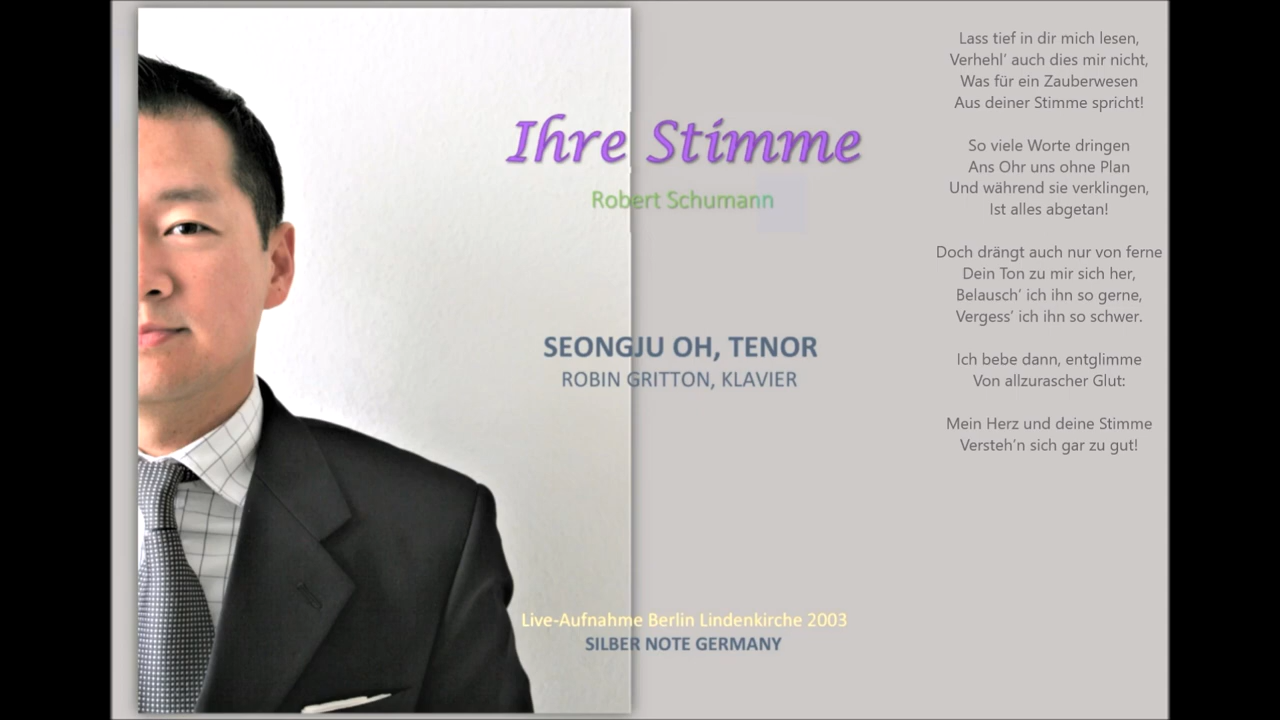 Ihre Stimme
Robert Schumann
SEONGJU OH, TENOR
ROBIN GRITTON, KLAVIER
Live-Aufnahme Berlin Lindenkirche 2003
SILBER NOTE GERMANY
Lass tief in dir mich lesen,
Verhehl’ auch dies mir nicht,
Was für ein Zauberwesen
Aus deiner Stimme spricht!
So viele Worte dringen
Ans Ohr uns ohne Plan
Und während sie verklingen,
Ist alles abgetan!
Doch drängt auch nur von ferne
Dein Ton zu mir sich her,
Belausch’ ich ihn so gerne,
Vergess’ ich ihn so schwer.
Ich bebe dann, entglimme
Von allzurascher Glut:
Mein Herz und deine Stimme
Versteh’n sich gar zu gut!